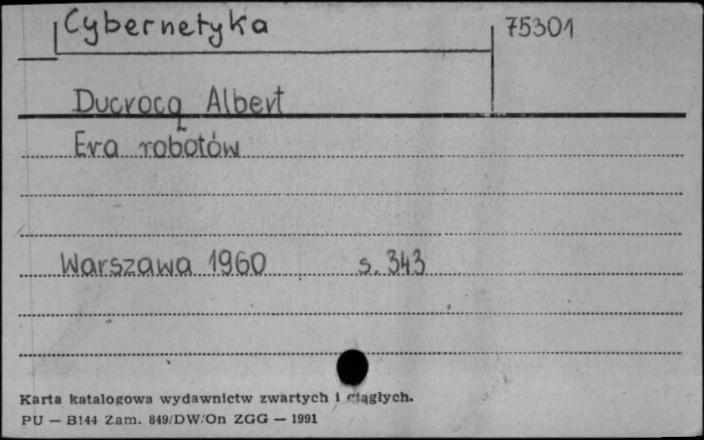 Cybernetyka 75301
Ducrocq Albert
Era robotów
Warszawa 1960 s. 343
Karta katalogowa wydawnictw zwartych i ciągłych.
PU — B144 Zam. 849/DW/On ZGG — 1991